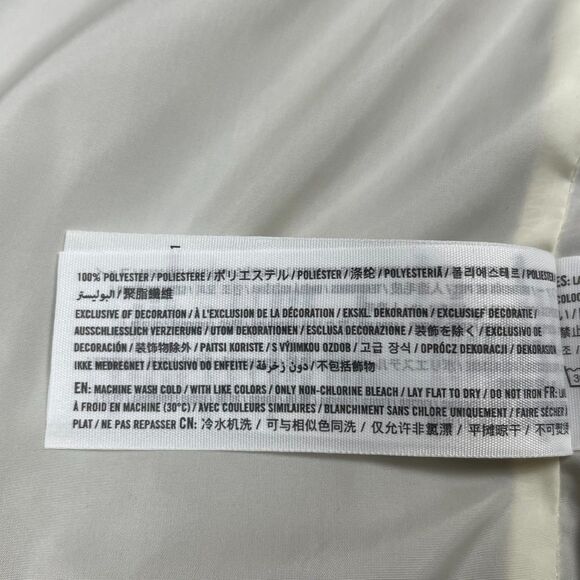 100% POLYESTER / POLIESTERE / ポリエステル / POLIÉSTER / 涤纶 / POLYESTERIÄ / 폴리에스테르 / POLIESTER
/ البوليستر / 聚脂纖維
EXCLUSIVE OF DECORATION / À L'EXCLUSION DE LA DÉCORATION / EKSKL. DEKORATION / EXCLUSIEF DECORATIE /
AUSSCHLIESSLICH VERZIERUNG / UTOM DEKORATIONEN / ESCLUSA DECORAZIONE / 装飾を除く / EXCLUSIVO DE
DECORACIÓN / 装饰物除外 / PAITSI KORISTE / S VÝJIMKOU OZDOB / 고급 장식 / OPRÓCZ DEKORACJI / DEKORASJON
IKKE MEDREGNET / EXCLUSIVO DO ENFEITE / دون زخرفة / 不包括飾物
EN: MACHINE WASH COLD / WITH LIKE COLORS / ONLY NON-CHLORINE BLEACH / LAY FLAT TO DRY / DO NOT IRON FR:
À FROID EN MACHINE (30°C) / AVEC COULEURS SIMILAIRES / BLANCHIMENT SANS CHLORE UNIQUEMENT / FAIRE SÉCHER À
PLAT / NE PAS REPASSER CN: 冷水机洗 / 可与相似色同洗 / 仅允许非氯漂 / 平摊晾干 / 不可熨